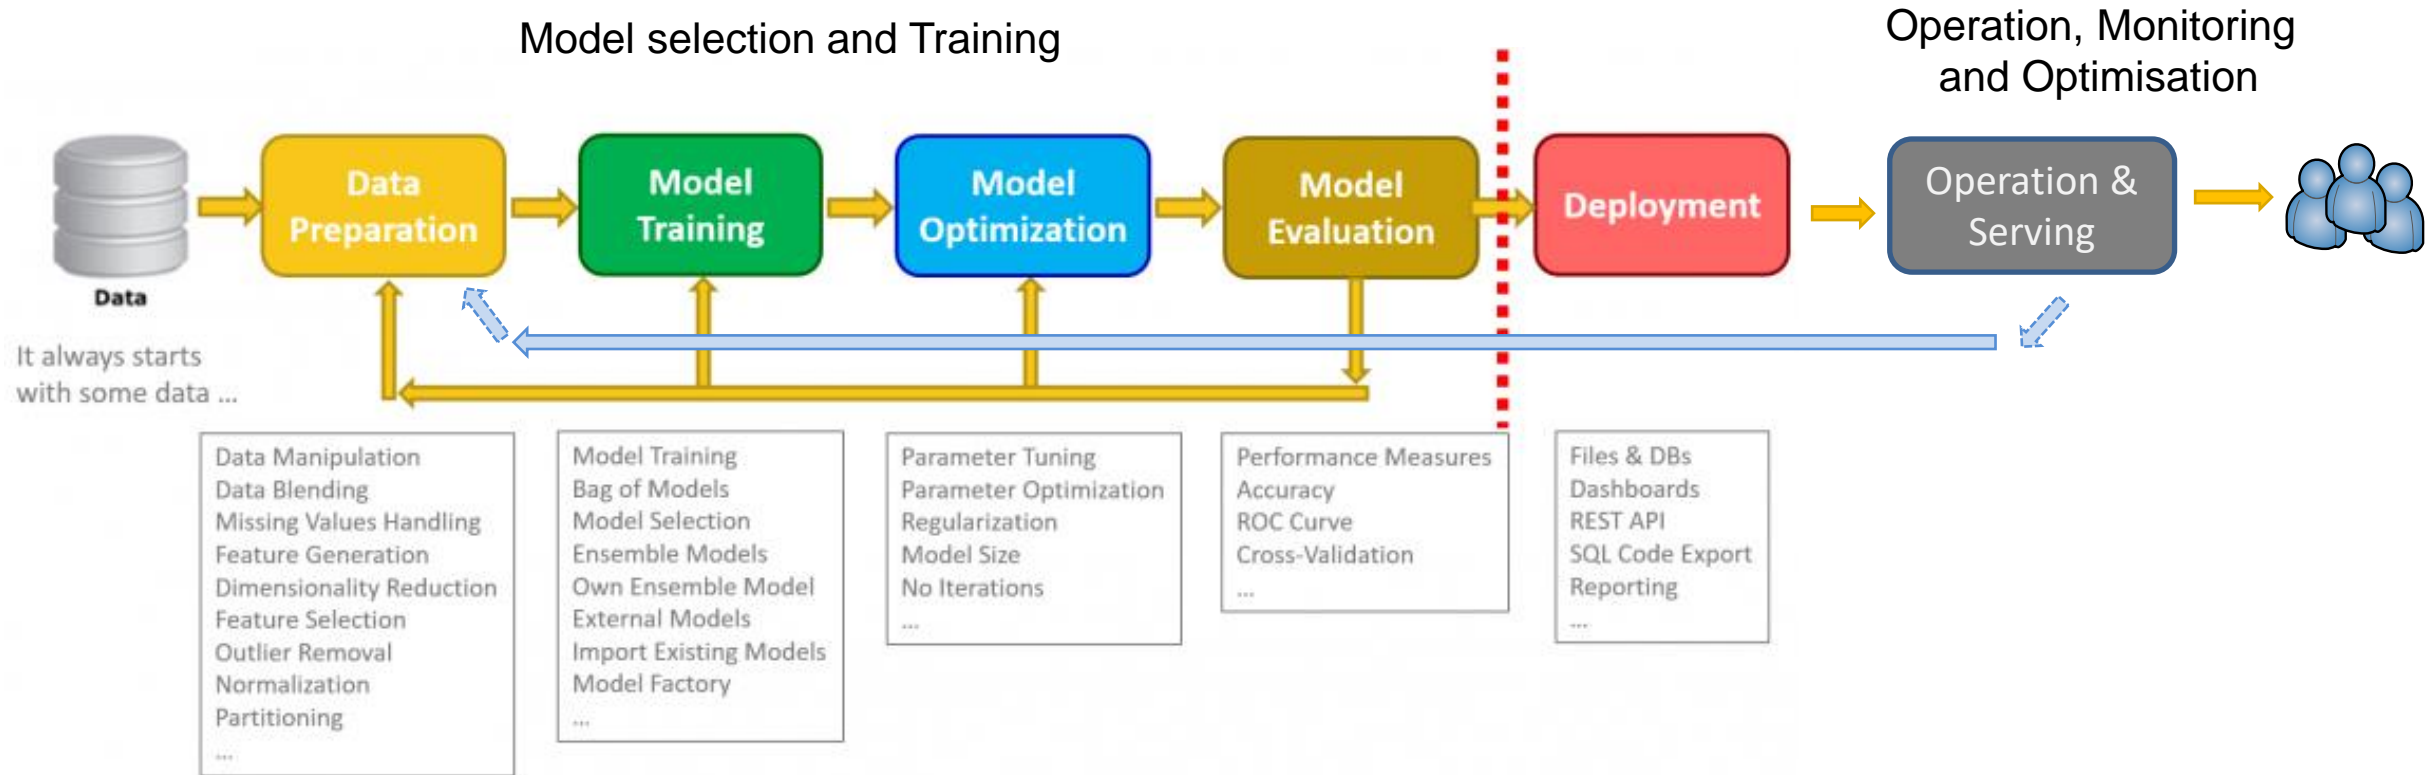 Model selection and Training
Operation, Monitoring
and Optimisation
Data
Preparation
Model
Training
Model
Optimization
Model
Evaluation
Deployment
Operation &
Serving
Data
It always starts
with some data ...
Data Manipulation
Data Blending
Missing Values Handling
Feature Generation
Dimensionality Reduction
Feature Selection
Outlier Removal
Normalization
Partitioning
...
Model Training
Bag of Models
Model Selection
Ensemble Models
Own Ensemble Model
External Models
Import Existing Models
Model Factory
...
Parameter Tuning
Parameter Optimization
Regularization
Model Size
No Iterations
...
Performance Measures
Accuracy
ROC Curve
Cross-Validation
...
Files & DBs
Dashboards
REST API
SQL Code Export
Reporting
...